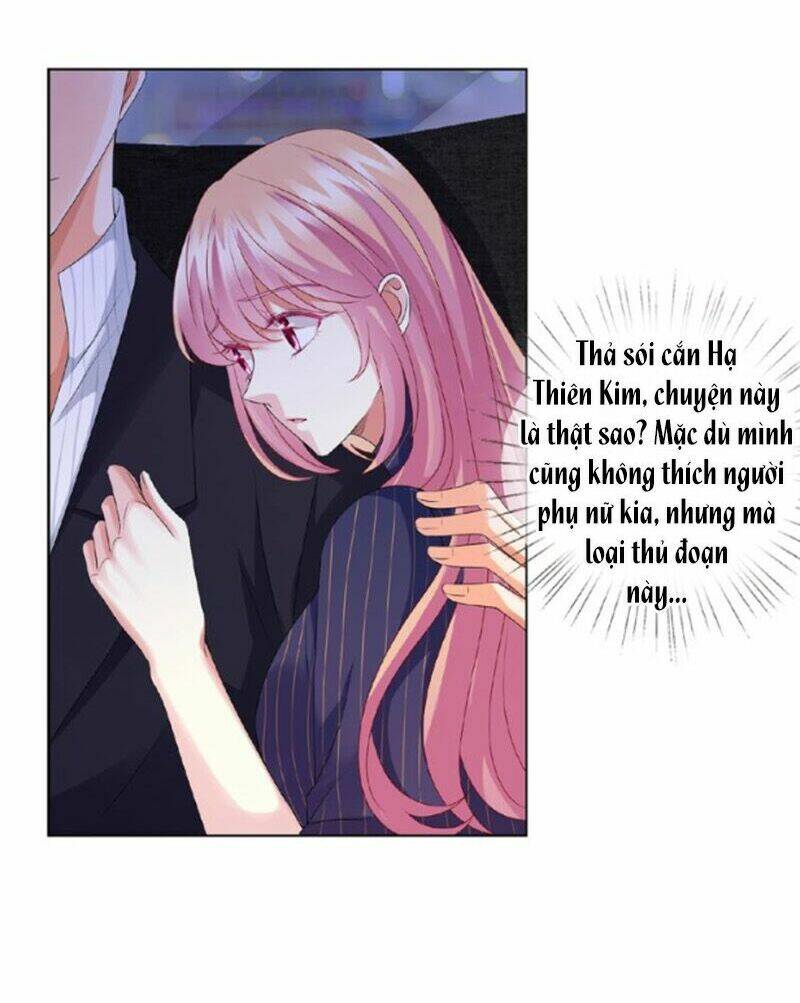 Thả sói cắn Hạ
Thiên Kim, chuyện này
là thật sao? Mặc dù mình
cũng không thích người
phụ nữ kia, nhưng mà
loại thủ đoạn
này...